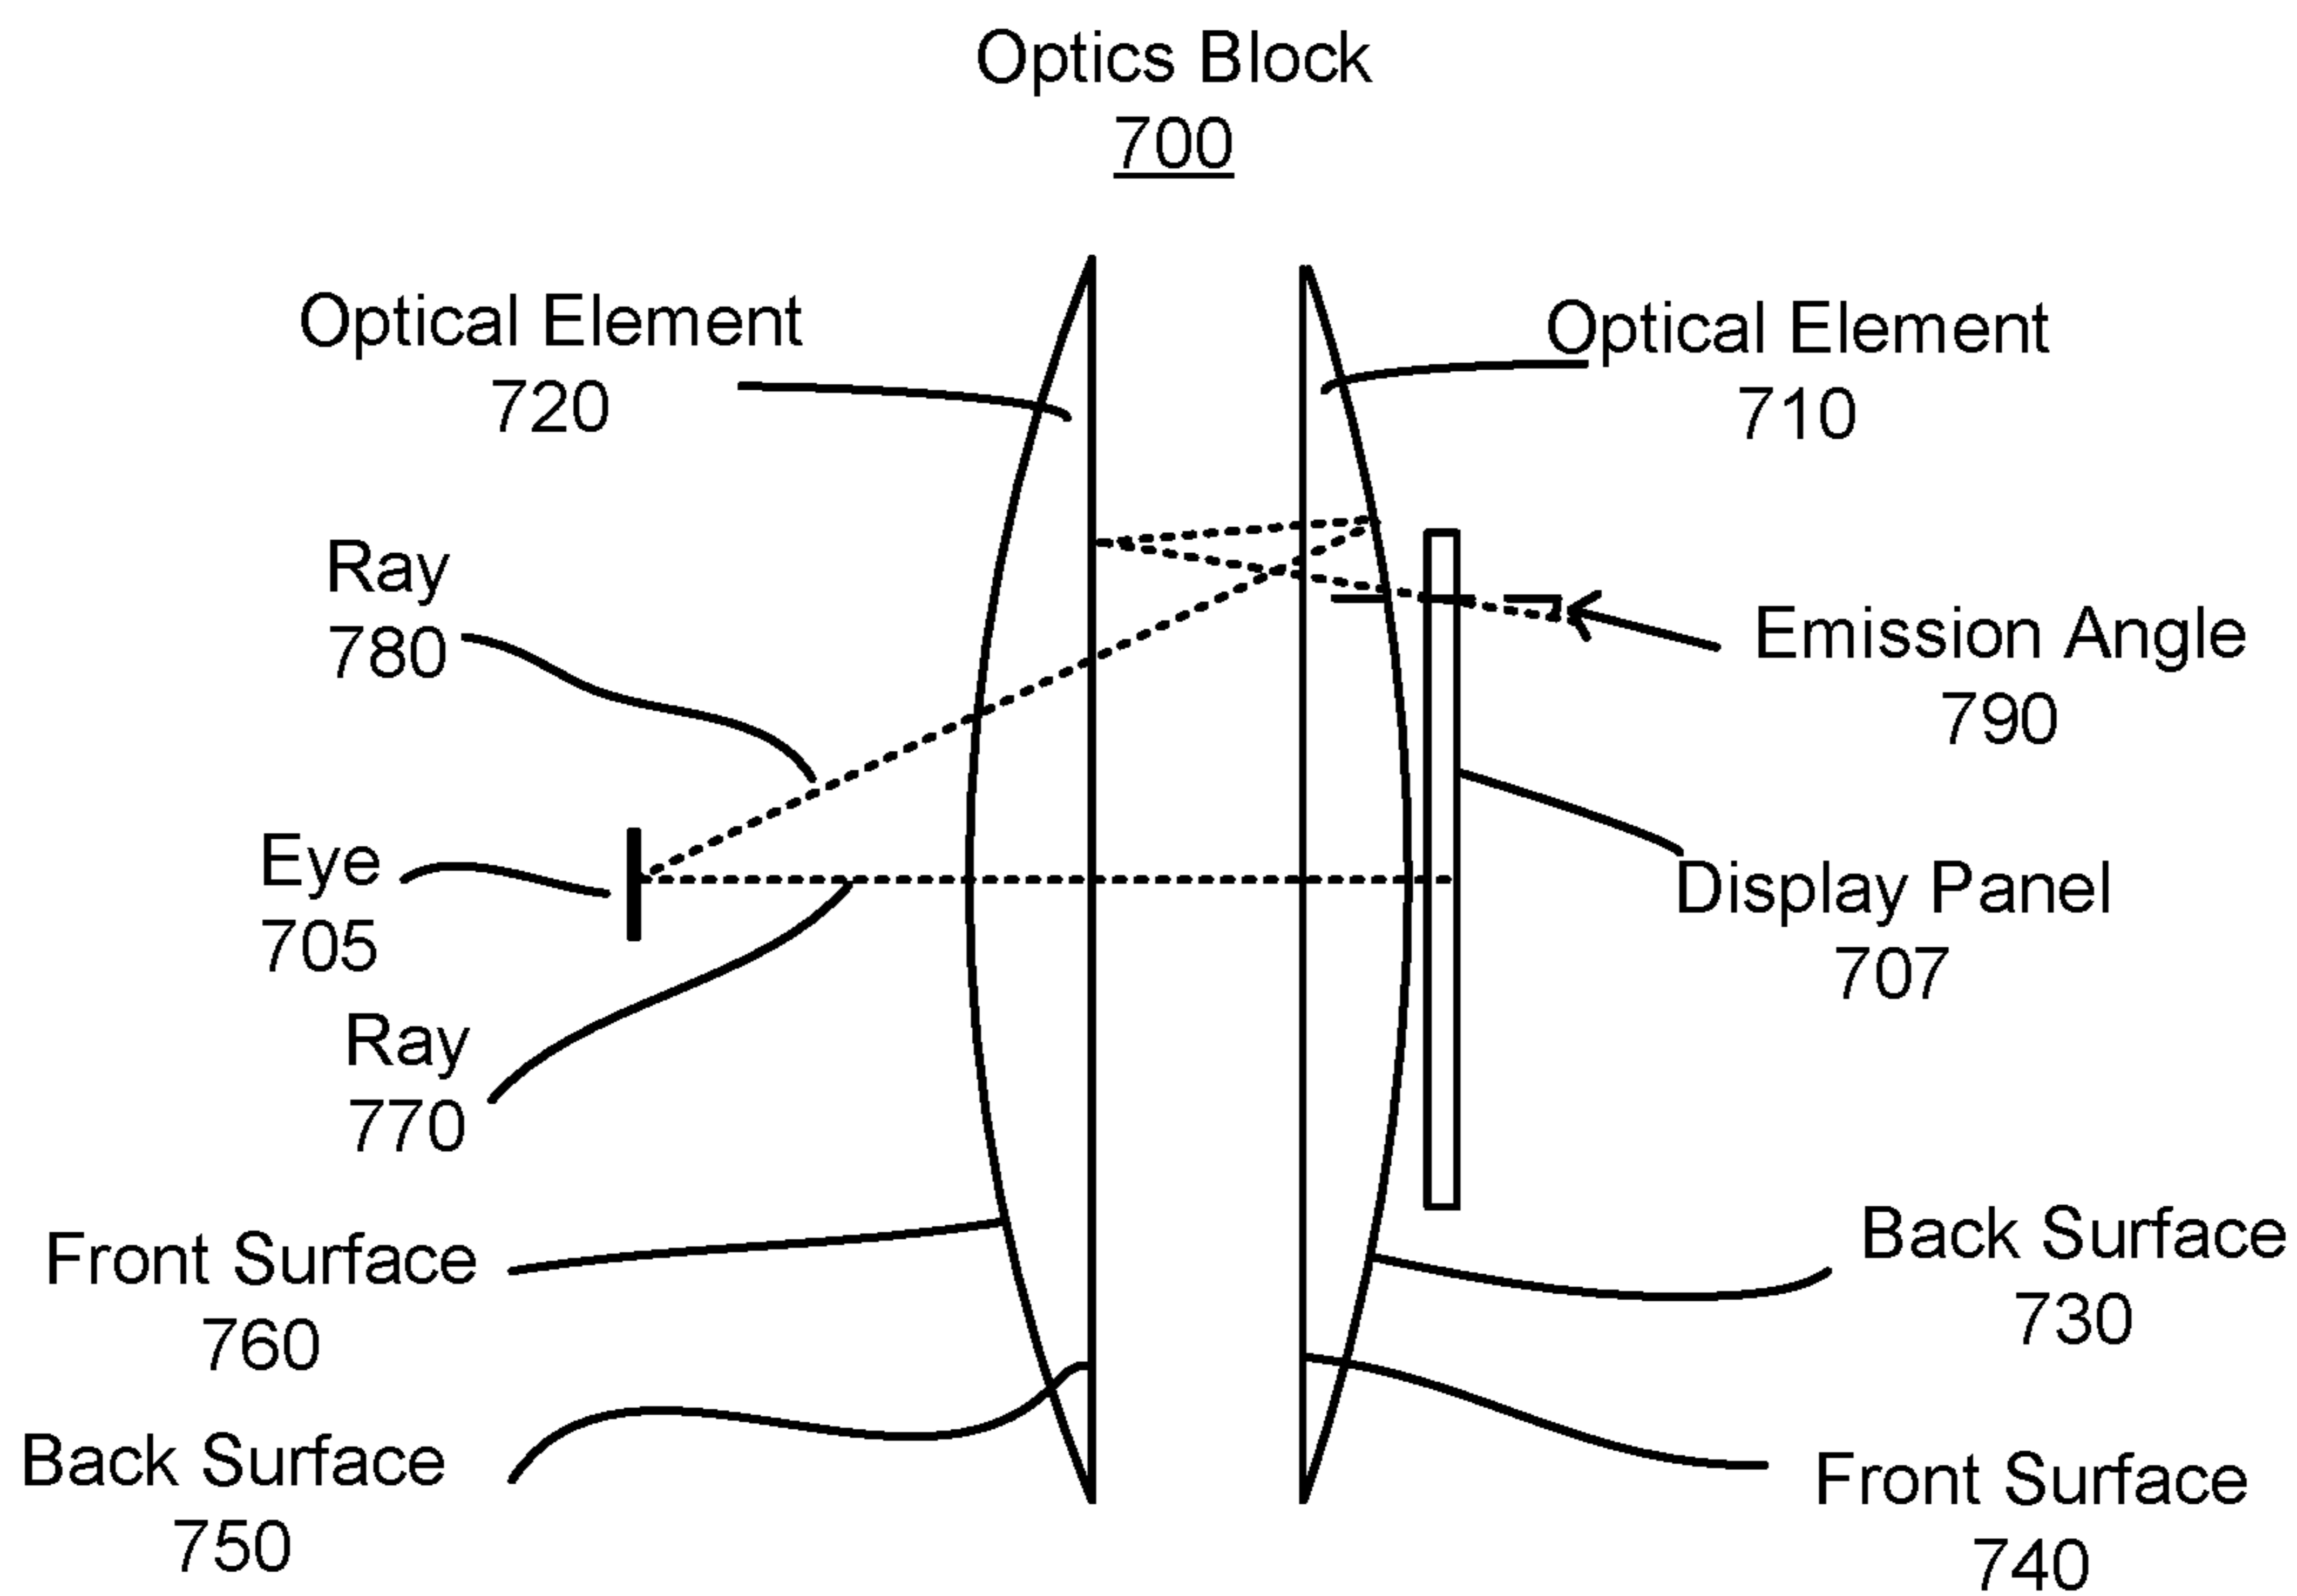 Optics Block
700
Optical Element
720
Optical Element
710
Ray
780
Emission Angle
790
Eye
705
Display Panel
707
Ray
770
Front Surface
760
Back Surface
730
Back Surface
750
Front Surface
740